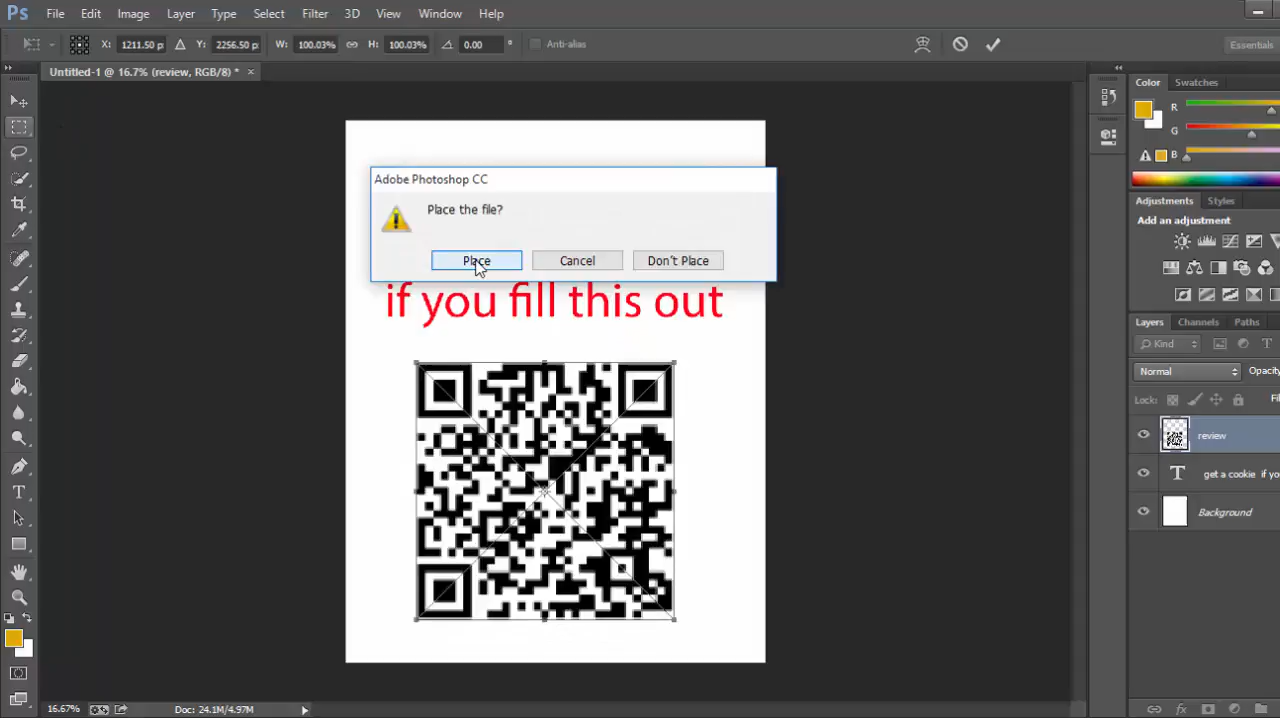 Ps File Edit Image Layer Type Select Filter 3D View Window Help
X: 1211.50 p Y: 2256.50 p W: 100.03% H: 100.03% 0.00 ° Anti-alias Essentials
Untitled-1 @ 16.7% (review, RGB/8) * ×
Color Swatches
R
G
B
Adobe Photoshop CC
Place the file?
Place Cancel Don't Place
Adjustments Styles
Add an adjustment
if you fill this out
Layers Channels Paths
Kind
Normal
Lock:
review
T get a cookie if yo
Background
16.67% Doc: 24.1M/4.97M
fx